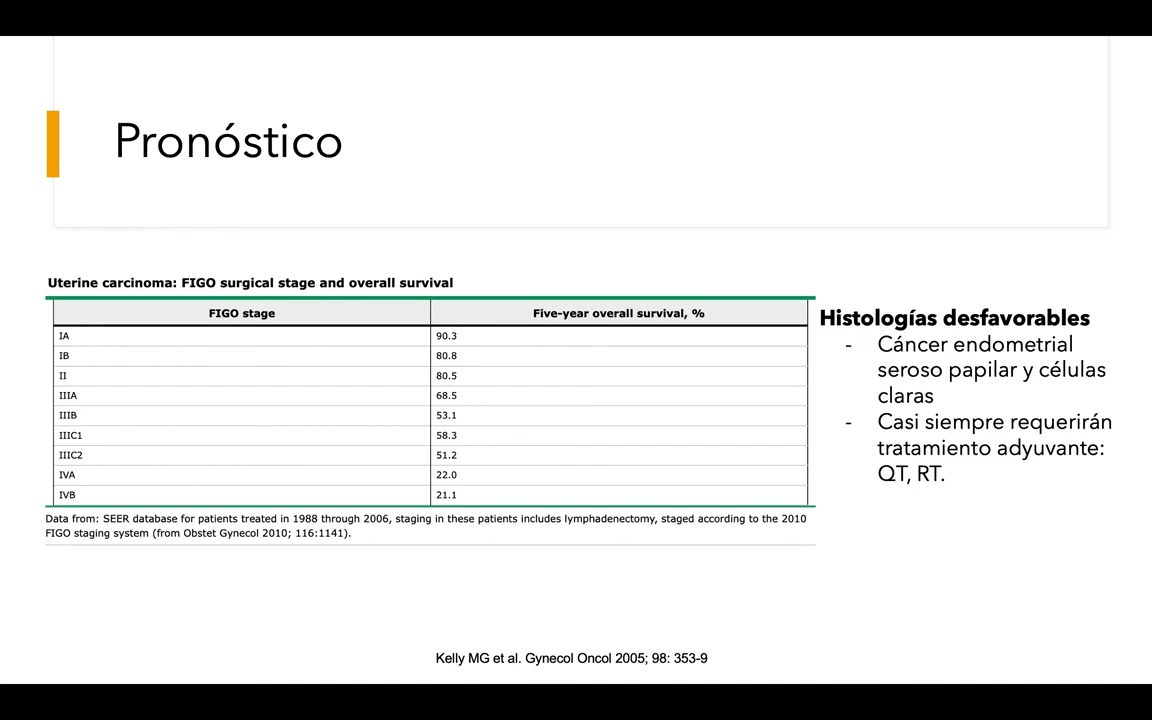 Pronóstico
Uterine carcinoma: FIGO surgical stage and overall survival
FIGO stage Five-year overall survival, %
IA 90.3
IB 80.8
II 80.5
IIIA 68.5
IIIB 53.1
IIIC1 58.3
IIIC2 51.2
IVA 22.0
IVB 21.1
Data from: SEER database for patients treated in 1988 through 2006, staging in these patients includes lymphadenectomy, staged according to the 2010
FIGO staging system (from Obstet Gynecol 2010; 116:1141).
Histologías desfavorables
- Cáncer endometrial
seroso papilar y células
claras
- Casi siempre requerirán
tratamiento adyuvante:
QT, RT.
Kelly MG et al. Gynecol Oncol 2005; 98: 353-9